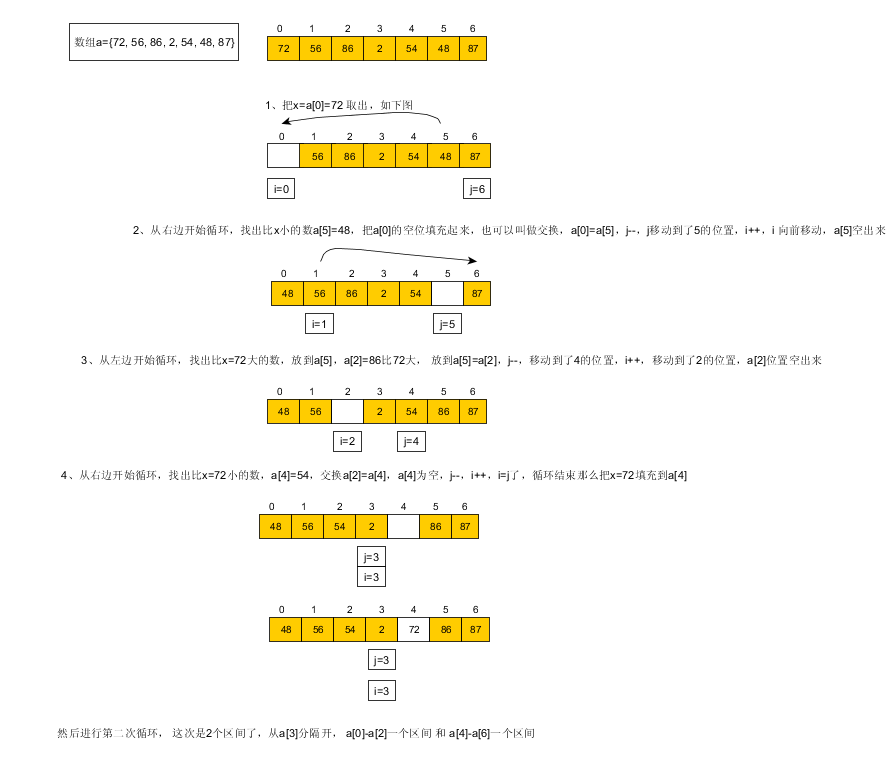 数组a={72, 56, 86, 2, 54, 48, 87}
0 1 2 3 4 5 6
72 56 86 2 54 48 87
1、把x=a[0]=72 取出，如下图
0 1 2 3 4 5 6
56 86 2 54 48 87
i=0 j=6
2、从右边开始循环，找出比x小的数a[5]=48，把a[0]的空位填充起来，也可以叫做交换，a[0]=a[5]，j--，j移动到了5的位置，i++，i 向前移动，a[5]空出来
0 1 2 3 4 5 6
48 56 86 2 54 87
i=1 j=5
3、从左边开始循环，找出比x=72大的数，放到a[5]，a[2]=86比72大， 放到a[5]=a[2]，j--，移动到了4的位置，i++，移动到了2的位置，a[2]位置空出来
0 1 2 3 4 5 6
48 56 2 54 86 87
i=2 j=4
4、从右边开始循环，找出比x=72小的数，a[4]=54，交换a[2]=a[4]，a[4]为空，j--，i++，i=j了，循环结束那么把x=72填充到a[4]
0 1 2 3 4 5 6
48 56 54 2 86 87
j=3
i=3
0 1 2 3 4 5 6
48 56 54 2 72 86 87
j=3
i=3
然后进行第二次循环， 这次是2个区间了，从a[3]分隔开， a[0]-a[2]一个区间 和 a[4]-a[6]一个区间